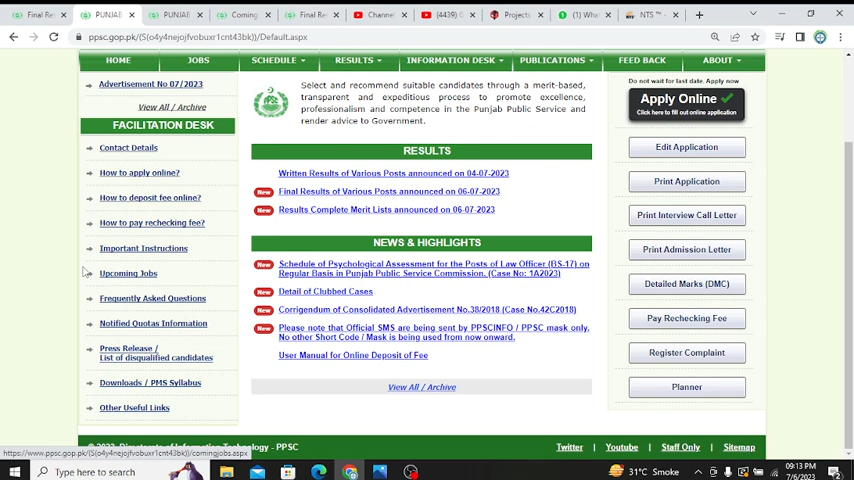 Final Re
PUNJAB
PUNJAB
Coming
Final Re
Channel
(4439) G
Projects
(1) Wha
NTS ™ -
ppsc.gop.pk/(S(o4y4nejojfvobuxr1cnt43bk))/Default.aspx
HOME JOBS SCHEDULE RESULTS INFORMATION DESK PUBLICATIONS FEED BACK ABOUT
Advertisement No 07/2023
View All / Archive
FACILITATION DESK
Contact Details
How to apply online?
How to deposit fee online?
How to pay rechecking fee?
Important Instructions
Upcoming Jobs
Frequently Asked Questions
Notified Quotas Information
Press Release /
List of disqualified candidates
Downloads / PMS Syllabus
Other Useful Links
Select and recommend suitable candidates through a merit-based,
transparent and expeditious process to promote excellence,
professionalism and competence in the Punjab Public Service and
render advice to Government.
RESULTS
Written Results of Various Posts announced on 04-07-2023
New Final Results of Various Posts announced on 06-07-2023
New Results Complete Merit Lists announced on 06-07-2023
NEWS & HIGHLIGHTS
New Schedule of Psychological Assessment for the Posts of Law Officer (BS-17) on
Regular Basis in Punjab Public Service Commission. (Case No: 1A2023)
New Detail of Clubbed Cases
New Corrigendum of Consolidated Advertisement No.38/2018 (Case No.42C2018)
New Please note that Official SMS are being sent by PPSCINFO / PPSC mask only.
No other Short Code / Mask is being used from now onward.
User Manual for Online Deposit of Fee
View All / Archive
Do not wait for last date. Apply now
Apply Online
Click here to fill out online application
Edit Application
Print Application
Print Interview Call Letter
Print Admission Letter
Detailed Marks (DMC)
Pay Rechecking Fee
Register Complaint
Planner
© 2023, Directorate of Information Technology - PPSC
Twitter | Youtube | Staff Only | Sitemap
https://www.ppsc.gop.pk/(S(o4y4nejojfvobuxr1cnt43bk))/comingjobs.aspx
Type here to search
31°C Smoke
09:13 PM
7/6/2023
2